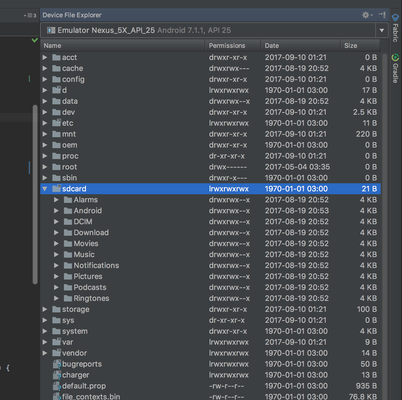 Device File Explorer
Emulator Nexus_5X_API_25 Android 7.1.1, API 25
Name Permissions Date Size
acct drwxr-xr-x 2017-09-10 01:21 0 B
cache drwxrwx--x 2017-08-19 20:52 4 KB
config drwxr-xr-x 2017-09-10 01:21 0 B
d lrwxrwxrwx 1970-01-01 03:00 17 B
data drwxrwx--x 2017-08-19 20:52 4 KB
dev drwxr-xr-x 2017-09-10 01:21 2.5 KB
etc lrwxrwxrwx 1970-01-01 03:00 11 B
mnt drwxr-xr-x 2017-09-10 01:21 220 B
oem drwxr-xr-x 1970-01-01 03:00 0 B
proc dr-xr-xr-x 2017-09-10 01:21 0 B
root drwx------ 2017-05-04 03:35 0 B
sbin drwxr-x--- 1970-01-01 03:00 0 B
sdcard lrwxrwxrwx 1970-01-01 03:00 21 B
Alarms drwxrwx--x 2017-08-19 20:52 4 KB
Android drwxrwx--x 2017-08-19 20:53 4 KB
DCIM drwxrwx--x 2017-08-19 20:52 4 KB
Download drwxrwx--x 2017-08-19 20:52 4 KB
Movies drwxrwx--x 2017-08-19 20:52 4 KB
Music drwxrwx--x 2017-08-19 20:52 4 KB
Notifications drwxrwx--x 2017-08-19 20:52 4 KB
Pictures drwxrwx--x 2017-08-19 20:52 4 KB
Podcasts drwxrwx--x 2017-08-19 20:52 4 KB
Ringtones drwxrwx--x 2017-08-19 20:52 4 KB
storage drwxr-xr-x 2017-09-10 01:21 100 B
sys dr-xr-xr-x 2017-09-10 01:21 0 B
system drwxr-xr-x 1970-01-01 03:00 4 KB
var lrwxrwxrwx 1970-01-01 03:00 9 B
vendor lrwxrwxrwx 1970-01-01 03:00 14 B
bugreports lrwxrwxrwx 1970-01-01 03:00 50 B
charger lrwxrwxrwx 1970-01-01 03:00 13 B
default.prop -rw-r--r-- 1970-01-01 03:00 935 B
file_contexts.bin -rw-r--r-- 1970-01-01 03:00 76.8 KB
) {
Fabric
Gradle